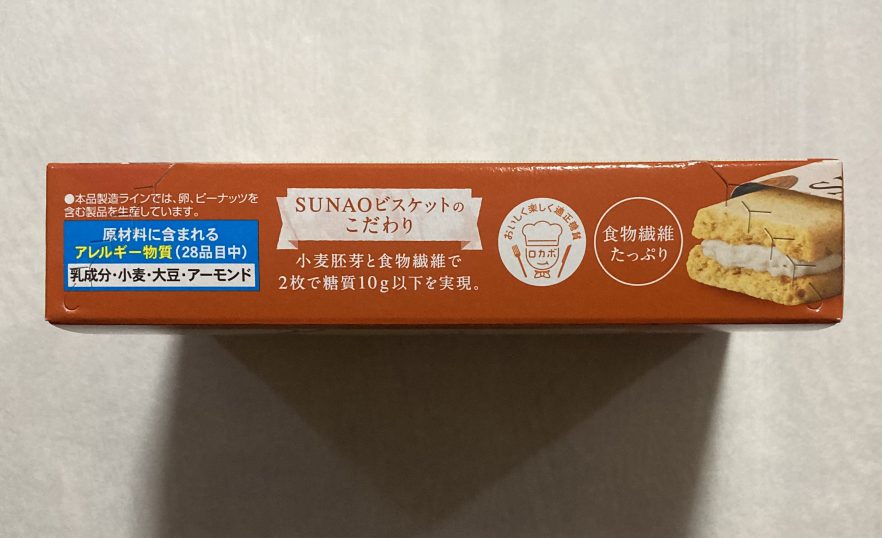 ●本品製造ラインでは、卵、ピーナッツを
含む製品を生産しています。
原材料に含まれる
アレルギー物質(28品目中)
乳成分・小麦・大豆・アーモンド
SUNAOビスケットの
こだわり
小麦胚芽と食物繊維で
2枚で糖質10g以下を実現。
おいしく楽しく適正糖質
ロカボ
食物繊維
たっぷり